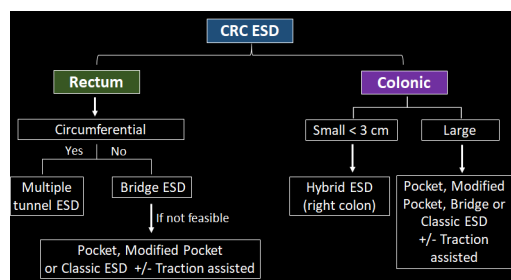 CRC ESD
Rectum
Colonic
Circumferential
Small < 3 cm
Large
Yes
No
Multiple
tunnel ESD
Bridge ESD
Hybrid ESD
(right colon)
Pocket, Modified
Pocket, Bridge or
Classic ESD
+/- Traction
assisted
If not feasible
Pocket, Modified Pocket
or Classic ESD +/- Traction assisted